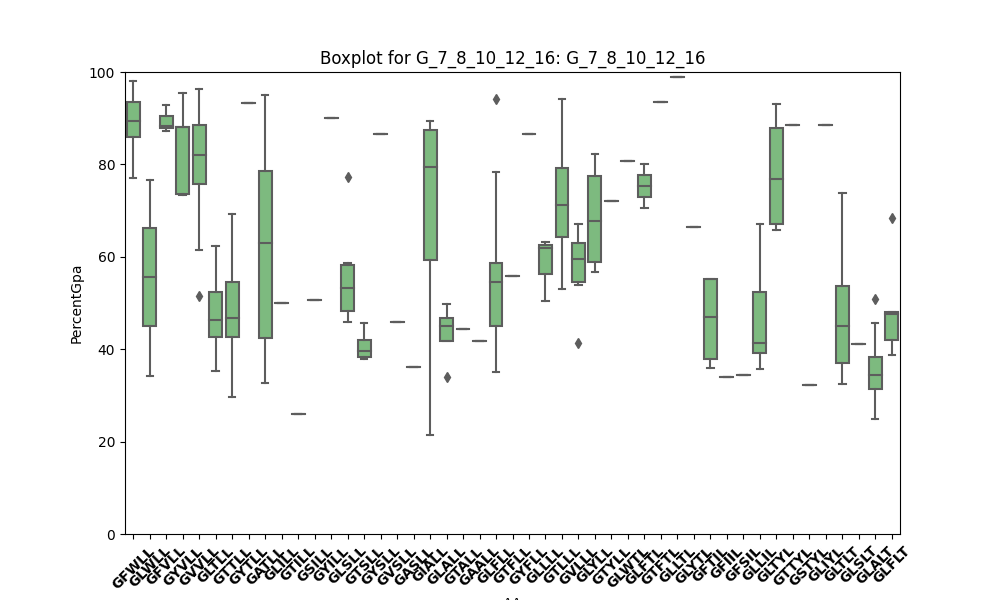 Boxplot for G_7_8_10_12_16: G_7_8_10_12_16
100
80
60
40
20
0
PercentGpa
GFWLL GLWLL GFVLL GYVLL GVVLL GLTLL GTTLL GYTLL GATLL GLILL GTILL GSILL GYILL GLSLL GTSLL GYSLL GVSLL GASLL GIALL GLALL GTALL GAALL GLFLL GTFLL GYFLL GLLLL GTLLL GVLLL GLYLL GTYLL GLWTL GLFTL GTFTL GLLTL GLYTL GFTIL GFIIL GFSIL GLLIL GLTYL GTTYL GSTYL GLIYL GLTLT GLSLT GLALT GLFLT